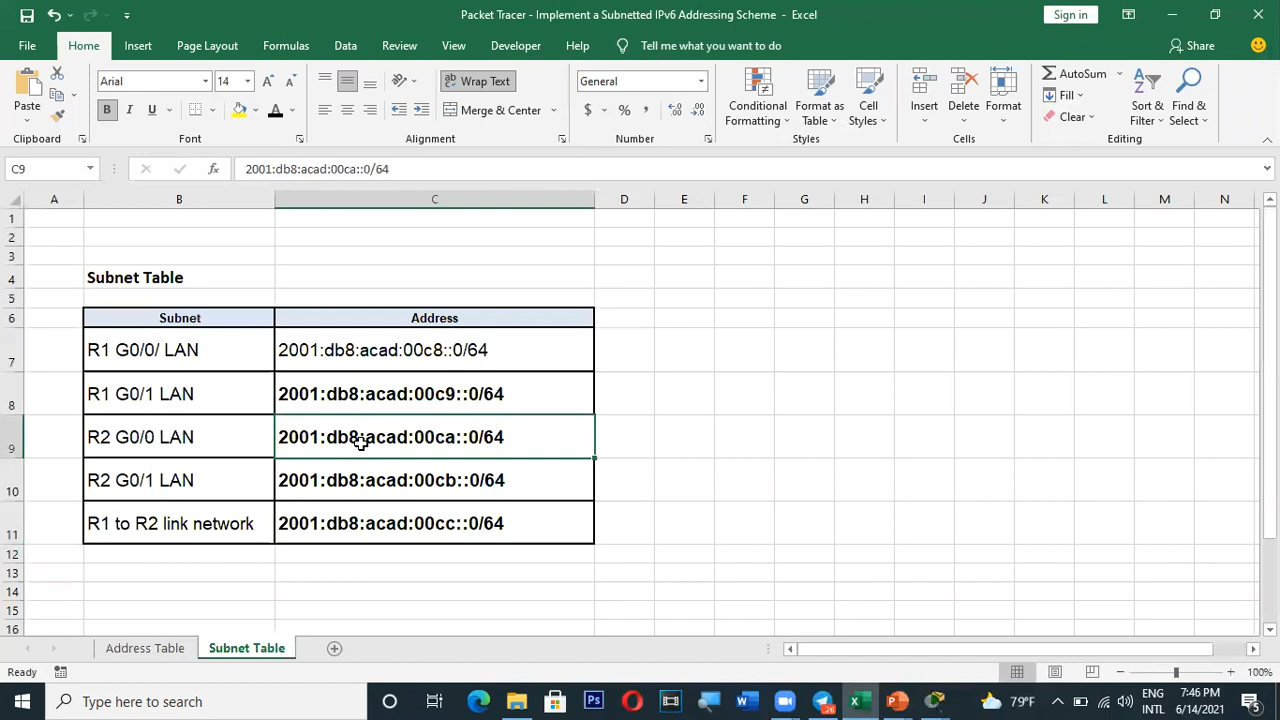 Packet Tracer - Implement a Subnetted IPv6 Addressing Scheme - Excel
Sign in
File Home Insert Page Layout Formulas Data Review View Developer Help Tell me what you want to do Share
Paste
Clipboard
Arial 14 A A
B I U A
Font
ab Wrap Text
Merge & Center
Alignment
General
$ % , .00
Number
Conditional Formatting
Format as Table
Cell Styles
Styles
Insert Delete Format
Cells
AutoSum
Fill
Clear
Sort & Filter
Find & Select
Editing
C9 fx 2001:db8:acad:00ca::0/64
A B C D E F G H I J K L M N
1
2
3
4 Subnet Table
5
6 Subnet Address
7 R1 G0/0/ LAN 2001:db8:acad:00c8::0/64
8 R1 G0/1 LAN 2001:db8:acad:00c9::0/64
9 R2 G0/0 LAN 2001:db8:acad:00ca::0/64
10 R2 G0/1 LAN 2001:db8:acad:00cb::0/64
11 R1 to R2 link network 2001:db8:acad:00cc::0/64
12
13
14
15
16
Address Table Subnet Table
Ready 100%
Type here to search
Ps
26
79°F
ENG
INTL
7:46 PM
6/14/2021
5